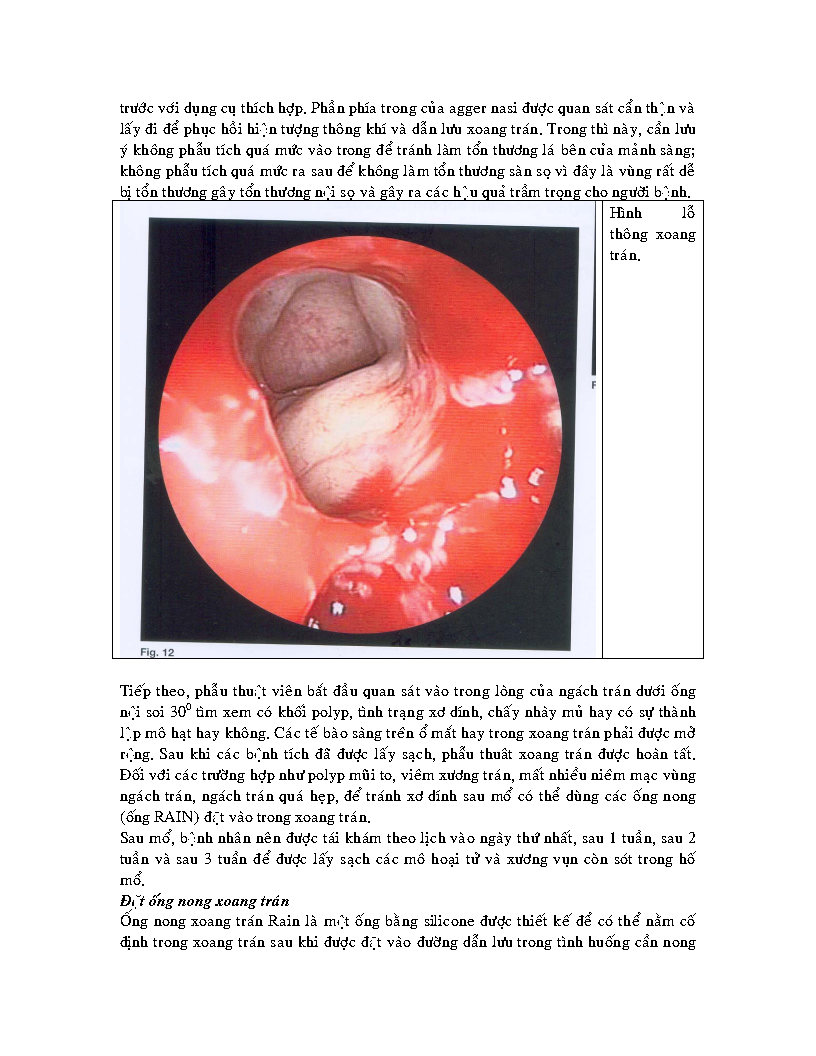 trước với dụng cụ thích hợp. Phần phía trong của agger nasi được quan sát cẩn thận và
lấy đi để phục hồi hiện tượng thông khí và dẫn lưu xoang trán. Trong thì này, cần lưu
ý không phẫu tích quá mức vào trong để tránh làm tổn thương lá bên của mảnh sàng;
không phẫu tích quá mức ra sau để không làm tổn thương sàn sọ vì đây là vùng rất dễ
bị tổn thương gây tổn thương nội sọ và gây ra các hậu quả trầm trọng cho người bệnh.
Hình lỗ
thông xoang
trán.
F
Fig. 12
Tiếp theo, phẫu thuật viên bắt đầu quan sát vào trong lòng của ngách trán dưới ống
nội soi 30⁰ tìm xem có khối polyp, tình trạng xơ dính, chấy nhày mủ hay có sự thành
lập mô hạt hay không. Các tế bào sàng trên ổ mắt hay trong xoang trán phải được mở
rộng. Sau khi các bệnh tích đã được lấy sạch, phẫu thuât xoang trán được hoàn tất.
Đối với các trường hợp như polyp mũi to, viêm xương trán, mất nhiều niêm mạc vùng
ngách trán, ngách trán quá hẹp, để tránh xơ dính sau mổ có thể dùng các ống nong
(ống RAIN) đặt vào trong xoang trán.
Sau mổ, bệnh nhân nên được tái khám theo lịch vào ngày thứ nhất, sau 1 tuần, sau 2
tuần và sau 3 tuần để được lấy sạch các mô hoại tử và xương vụn còn sót trong hố
mổ.
Đặt ống nong xoang trán
Ống nong xoang trán Rain là một ống bằng silicone được thiết kế để có thể nằm cố
định trong xoang trán sau khi được đặt vào đường dẫn lưu trong tình huống cần nong